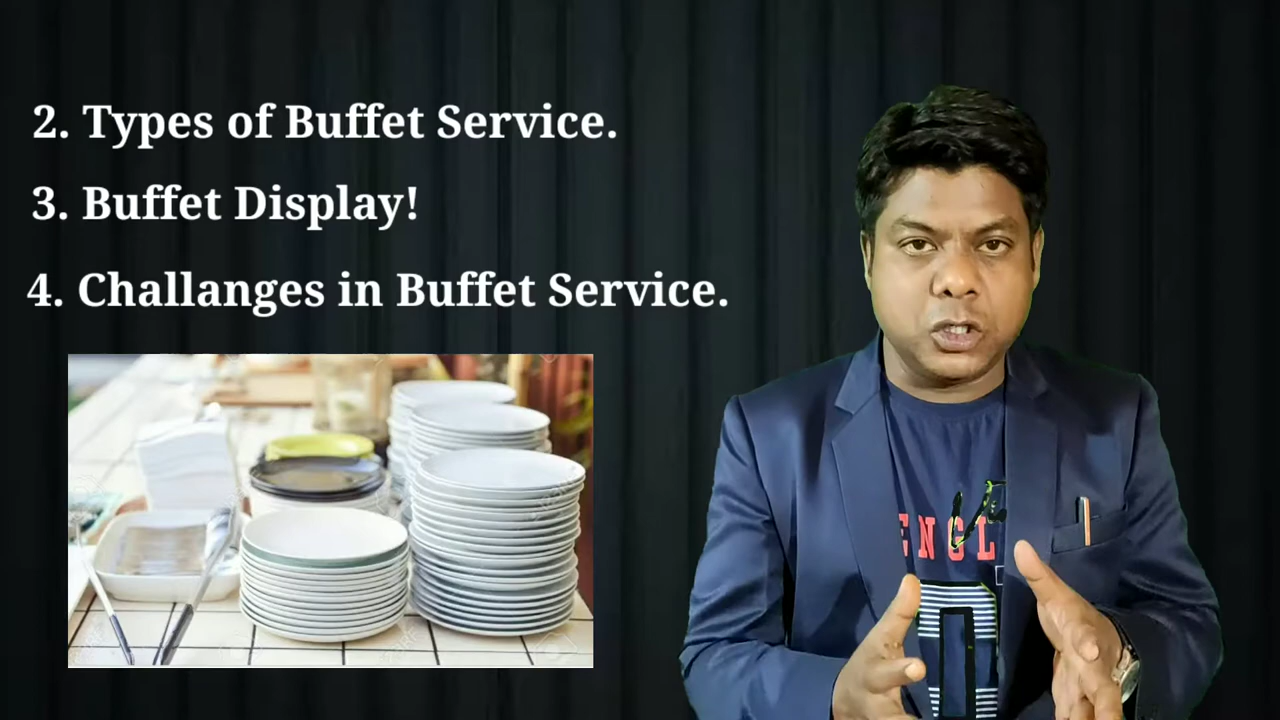 2. Types of Buffet Service.
3. Buffet Display!
4. Challanges in Buffet Service.
ENGL